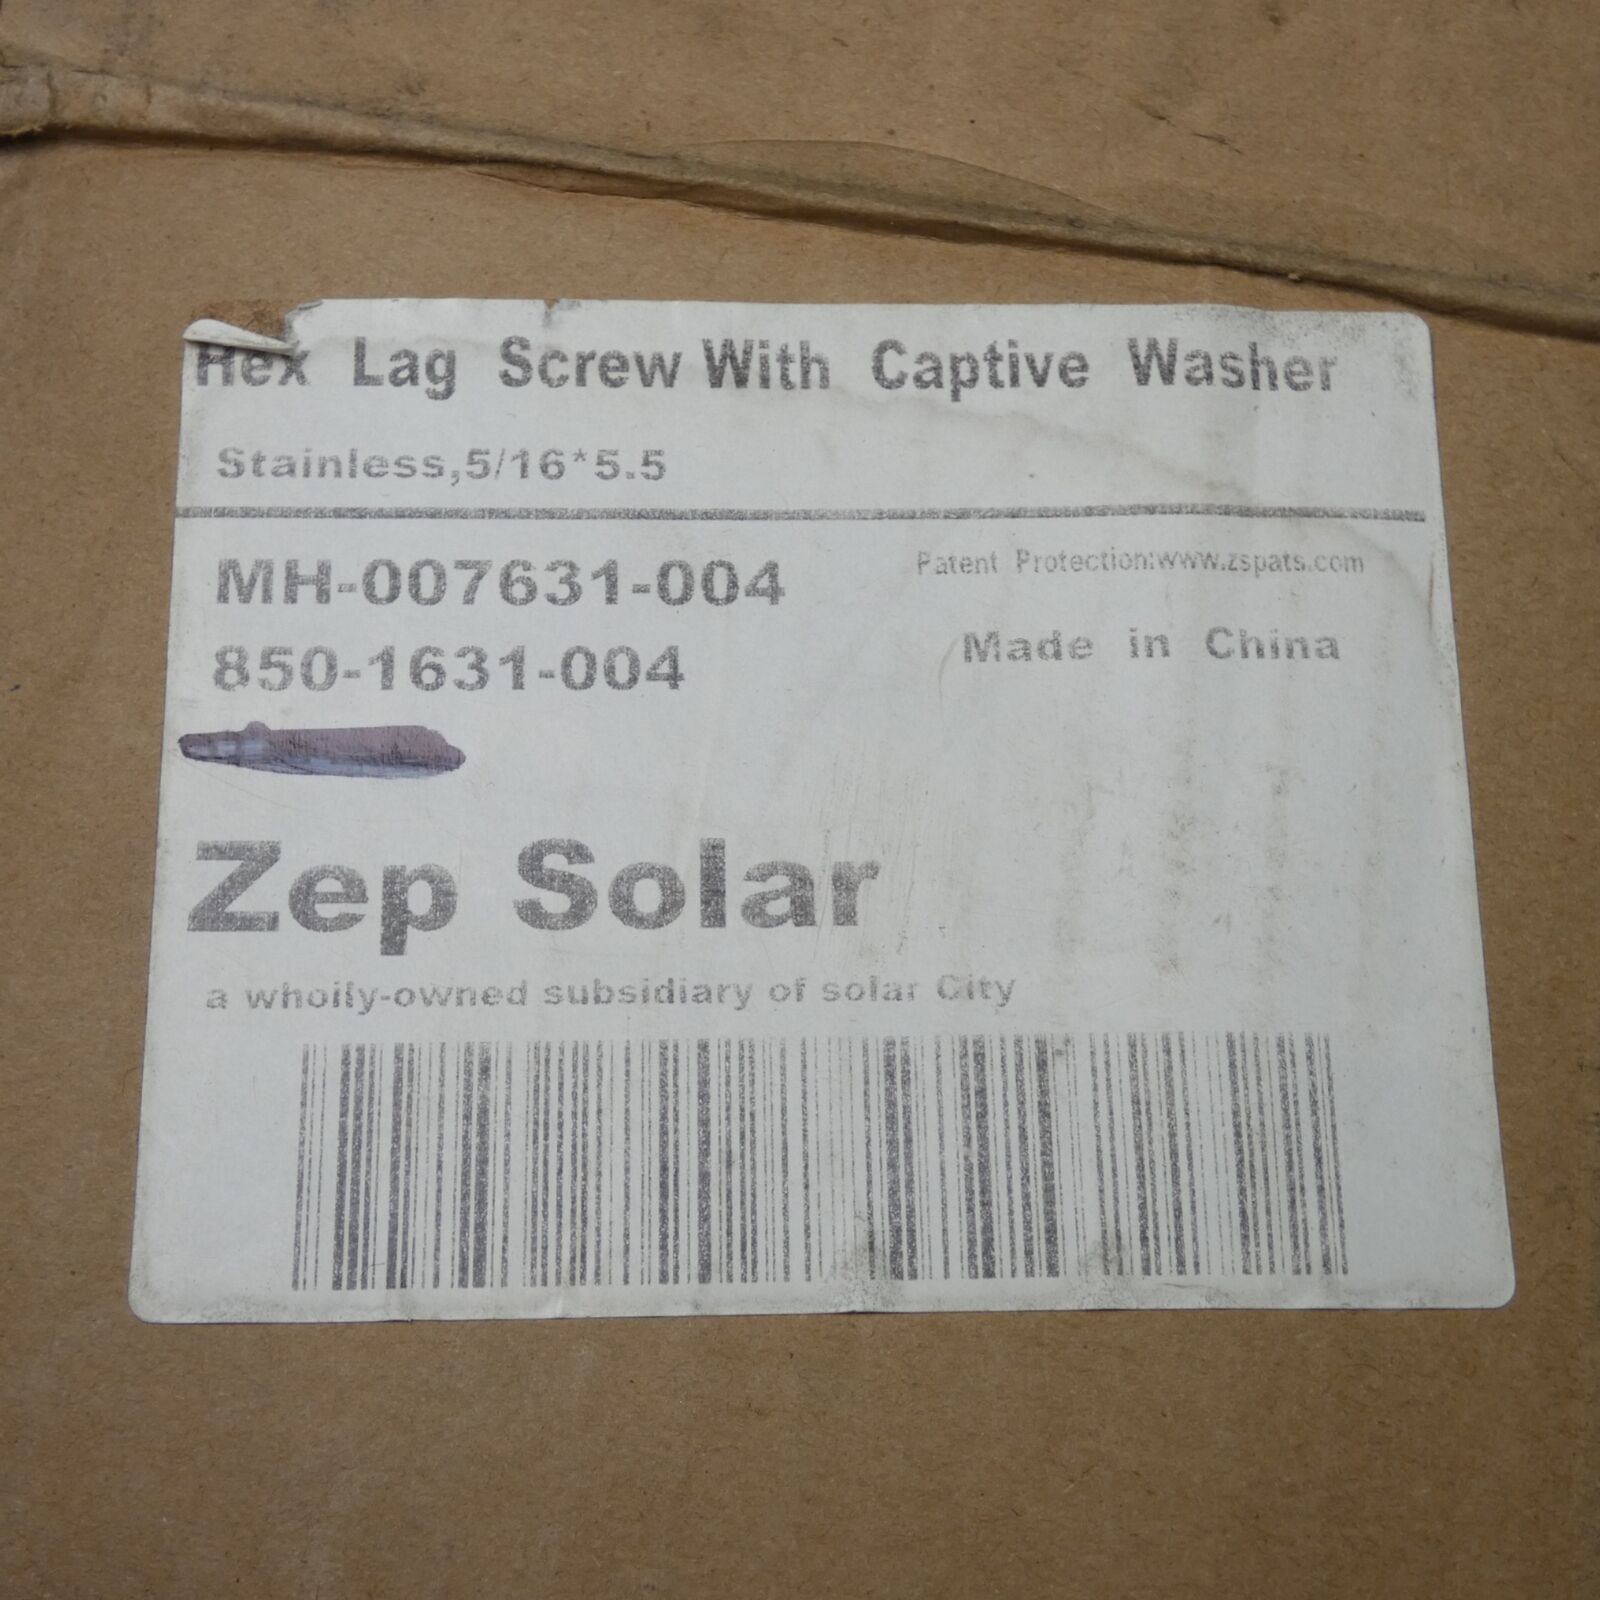 Hex Lag Screw With Captive Washer
Stainless,5/16*5.5
MH-007631-004
Patent Protection:www.zspats.com
850-1631-004
Made in China
Zep Solar
a wholly-owned subsidiary of solar City